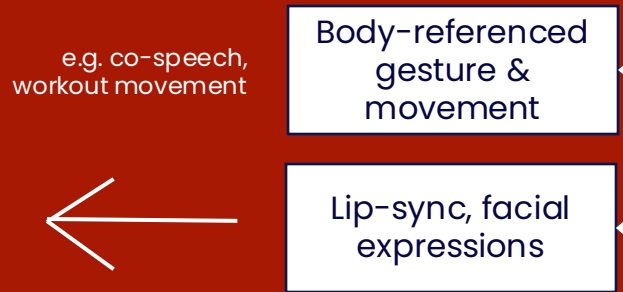 e.g. co-speech,
workout movement
Body-referenced
gesture &
movement
Lip-sync, facial
expressions